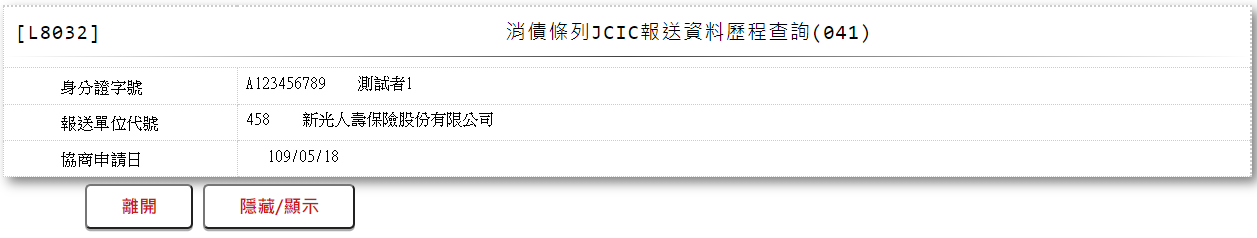 [L8032] 消債條列JCIC報送資料歷程查詢(041)
身分證字號 A123456789 測試者1
報送單位代號 458 新光人壽保險股份有限公司
協商申請日 109/05/18
離開 隱藏/顯示